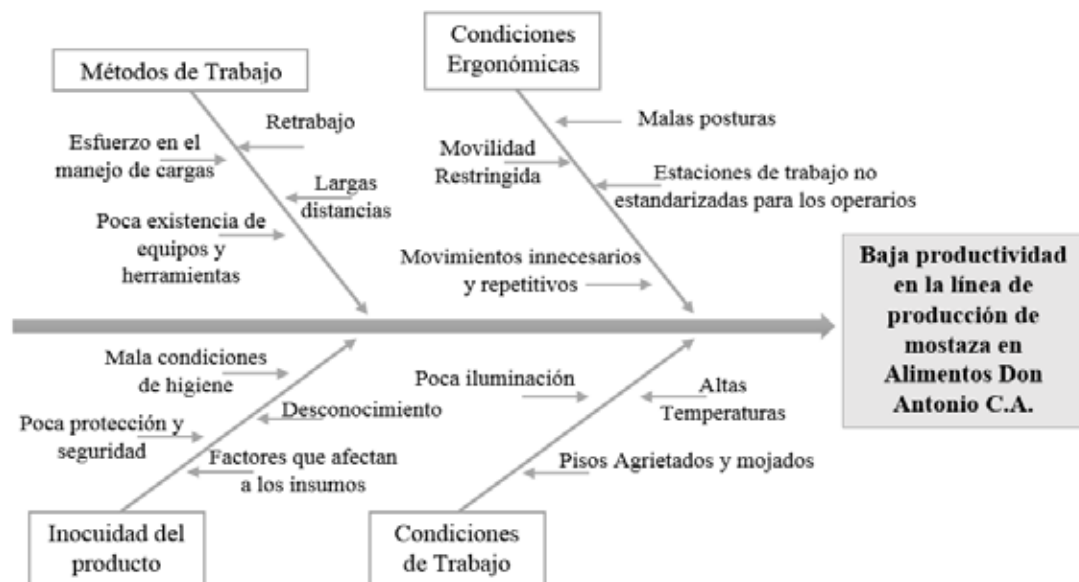 Métodos de Trabajo
Retrabajo
Esfuerzo en el
manejo de cargas
Largas
distancias
Poca existencia de
equipos y
herramientas
Condiciones
Ergonómicas
Malas posturas
Movilidad
Restringida
Estaciones de trabajo no
estandarizadas para los operarios
Movimientos innecesarios
y repetitivos
Baja productividad
en la línea de
producción de
mostaza en
Alimentos Don
Antonio C.A.
Mala condiciones
de higiene
Desconocimiento
Poca protección y
seguridad
Factores que afectan
a los insumos
Inocuidad del
producto
Poca iluminación
Altas
Temperaturas
Pisos Agrietados y mojados
Condiciones
de Trabajo